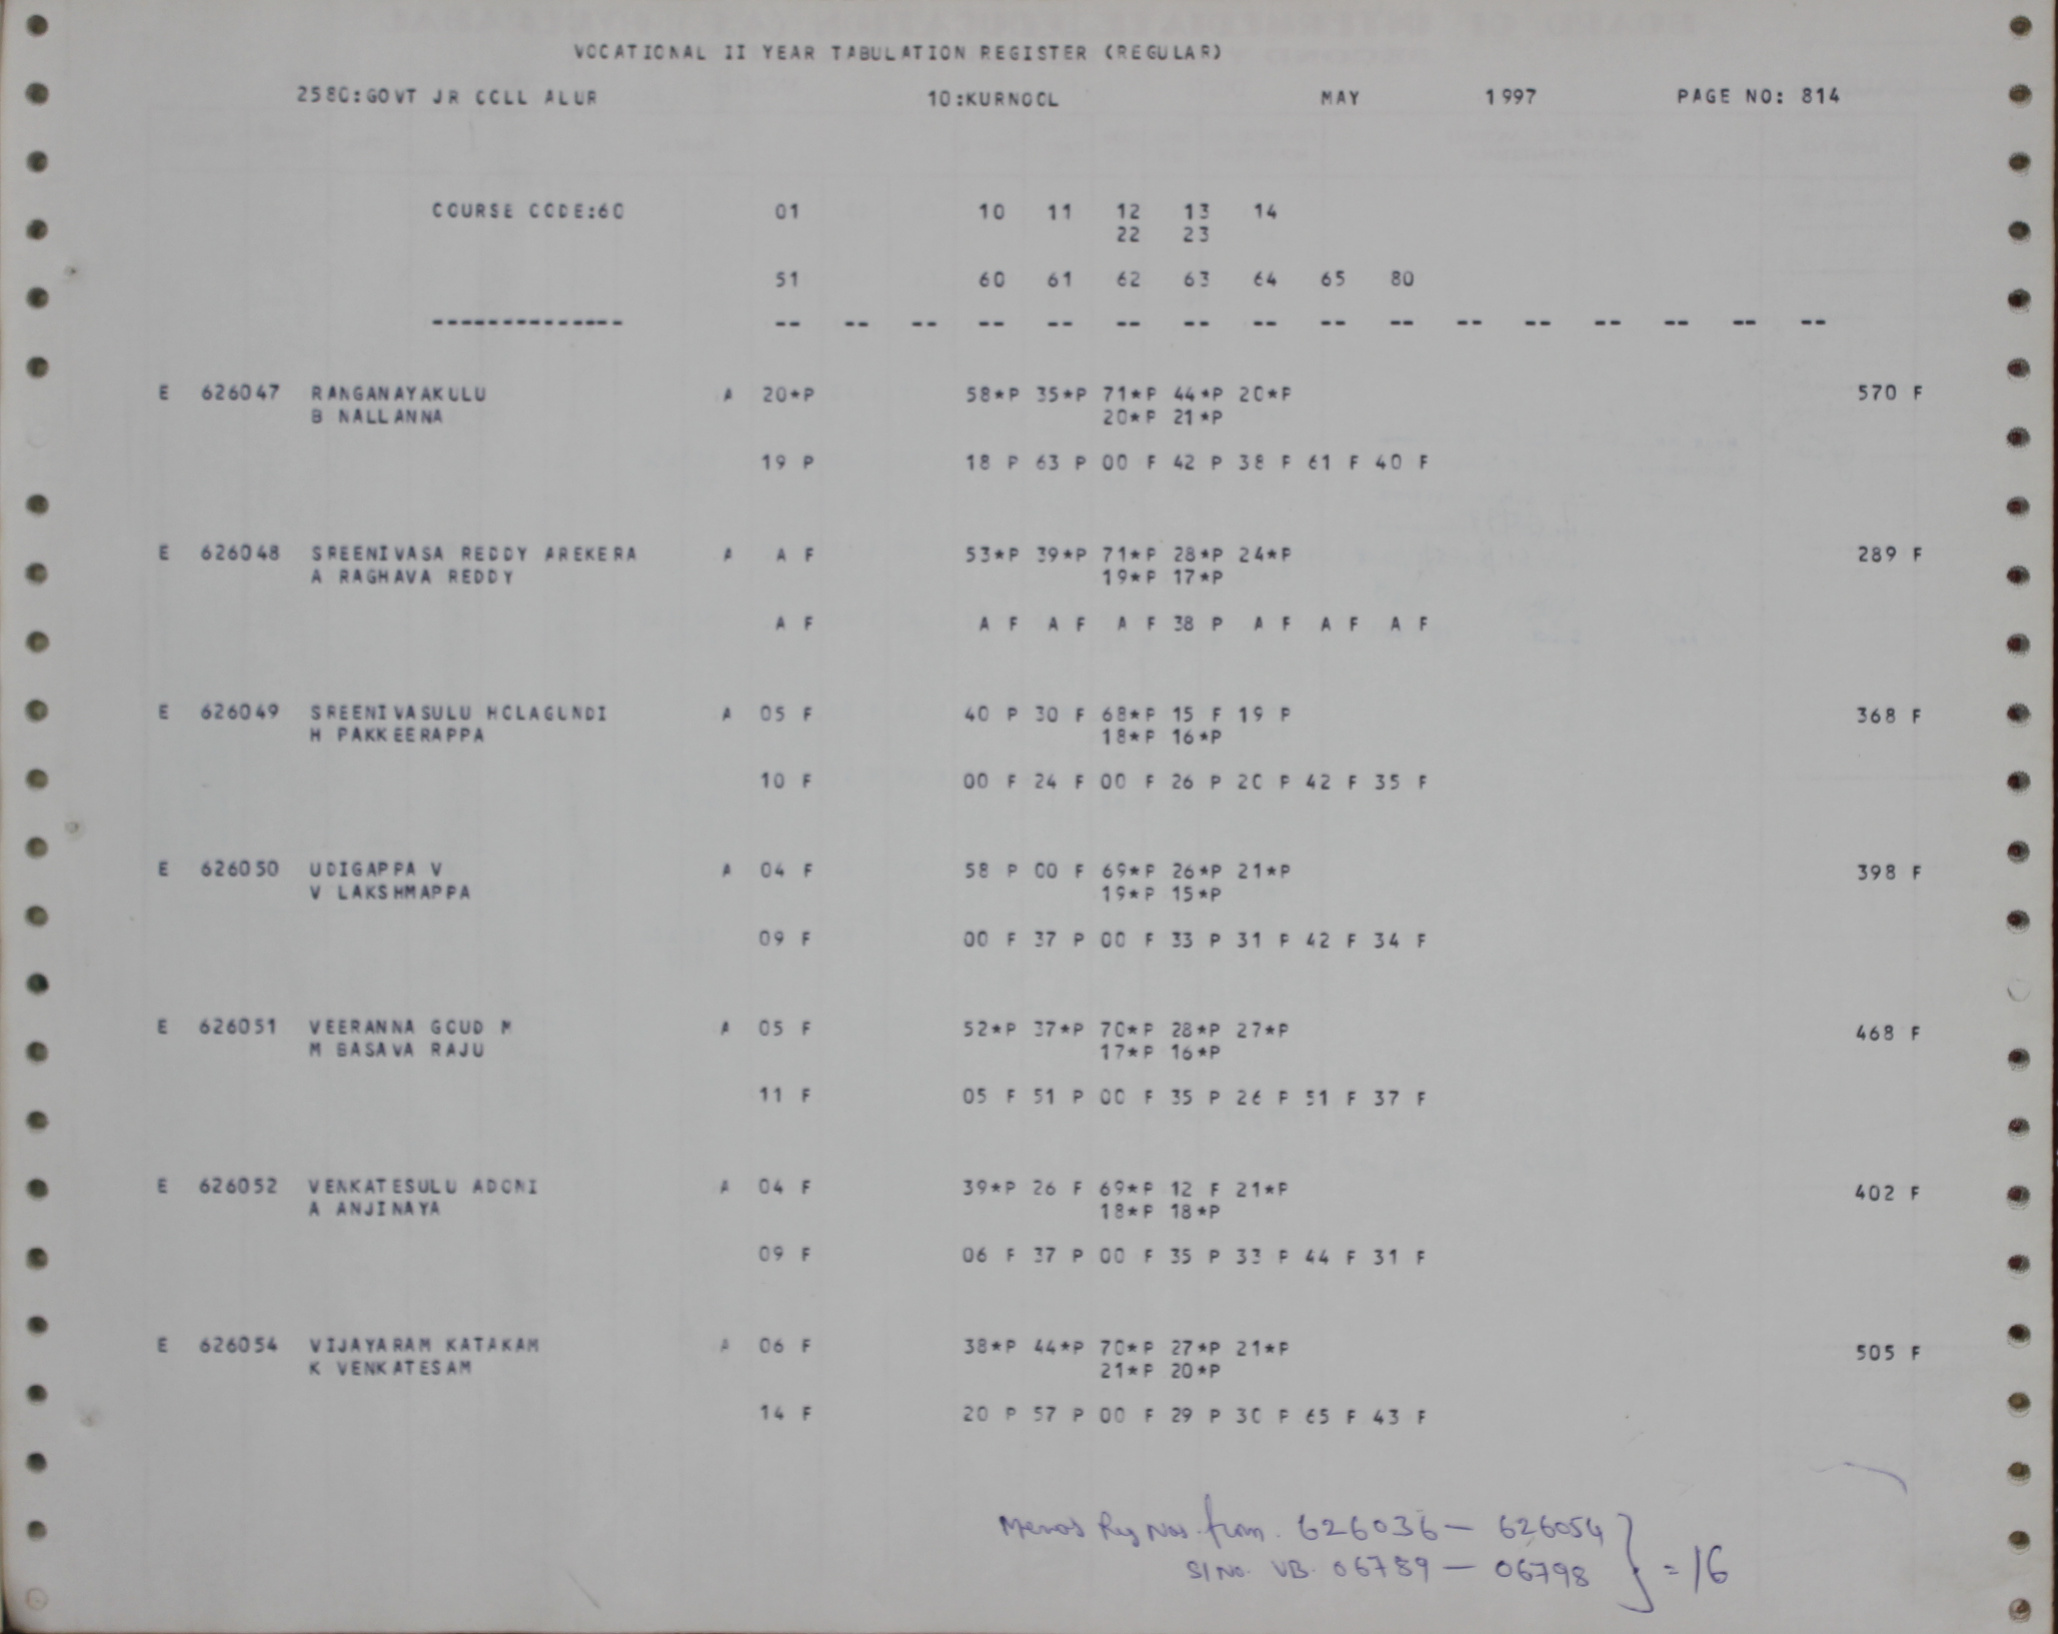 VOCATIONAL II YEAR TABULATION REGISTER (REGULAR)
2580:GOVT JR COLL ALUR 10:KURNOOL MAY 1997 PAGE NO: 814
COURSE CODE:60 01 10 11 12 13 14
22 23
51 60 61 62 63 64 65 80
-------------- -- -- -- -- -- -- -- -- -- -- -- -- -- -- -- --
E 626047 RANGANAYAKULU A 20*P 58*P 35*P 71*P 44*P 20*P 570 F
B NALLANNA 20*P 21*P
19 P 18 P 63 P 00 F 42 P 38 P 61 F 40 F
E 626048 SREENIVASA REDDY AREKERA A A F 53*P 39*P 71*P 28*P 24*P 289 F
A RAGHAVA REDDY 19*P 17*P
A F A F A F A F 38 P A F A F A F
E 626049 SREENIVASULU HOLAGUNDI A 05 F 40 P 30 F 68*P 15 F 19 P 368 F
H PAKKEERAPPA 18*P 16*P
10 F 00 F 24 F 00 F 26 P 20 P 42 F 35 F
E 626050 UDIGAPPA V A 04 F 58 P 00 F 69*P 26*P 21*P 398 F
V LAKSHMAPPA 19*P 15*P
09 F 00 F 37 P 00 F 33 P 31 P 42 F 34 F
E 626051 VEERANNA GOUD M A 05 F 52*P 37*P 70*P 28*P 27*P 468 F
M BASAVA RAJU 17*P 16*P
11 F 05 F 51 P 00 F 35 P 26 P 51 F 37 F
E 626052 VENKATESULU ADONI A 04 F 39*P 26 F 69*P 12 F 21*P 402 F
A ANJINAYA 18*P 18*P
09 F 06 F 37 P 00 F 35 P 33 P 44 F 31 F
E 626054 VIJAYARAM KATAKAM A 06 F 38*P 44*P 70*P 27*P 21*P 505 F
K VENKATESAM 21*P 20*P
14 F 20 P 57 P 00 F 29 P 30 P 65 F 43 F
Memos Reg Nos. from. 626036 — 626054
Sl No. VB. 06789 — 06798 } = 16